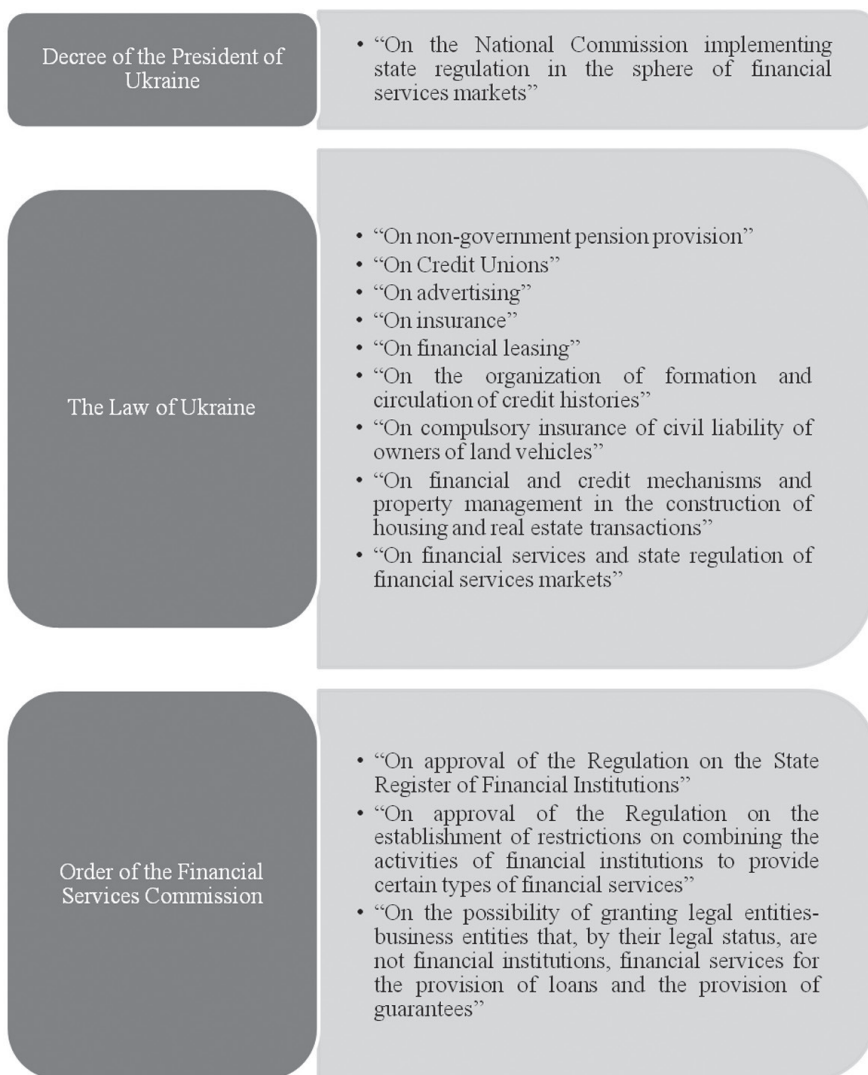 Decree of the President of
Ukraine
• “On the National Commission implementing
state regulation in the sphere of financial
services markets”
The Law of Ukraine
• “On non-government pension provision”
• “On Credit Unions”
• “On advertising”
• “On insurance”
• “On financial leasing”
• “On the organization of formation and
circulation of credit histories”
• “On compulsory insurance of civil liability of
owners of land vehicles”
• “On financial and credit mechanisms and
property management in the construction of
housing and real estate transactions”
• “On financial services and state regulation of
financial services markets”
Order of the Financial
Services Commission
• “On approval of the Regulation on the State
Register of Financial Institutions”
• “On approval of the Regulation on the
establishment of restrictions on combining the
activities of financial institutions to provide
certain types of financial services”
• “On the possibility of granting legal entities-
business entities that, by their legal status, are
not financial institutions, financial services for
the provision of loans and the provision of
guarantees”